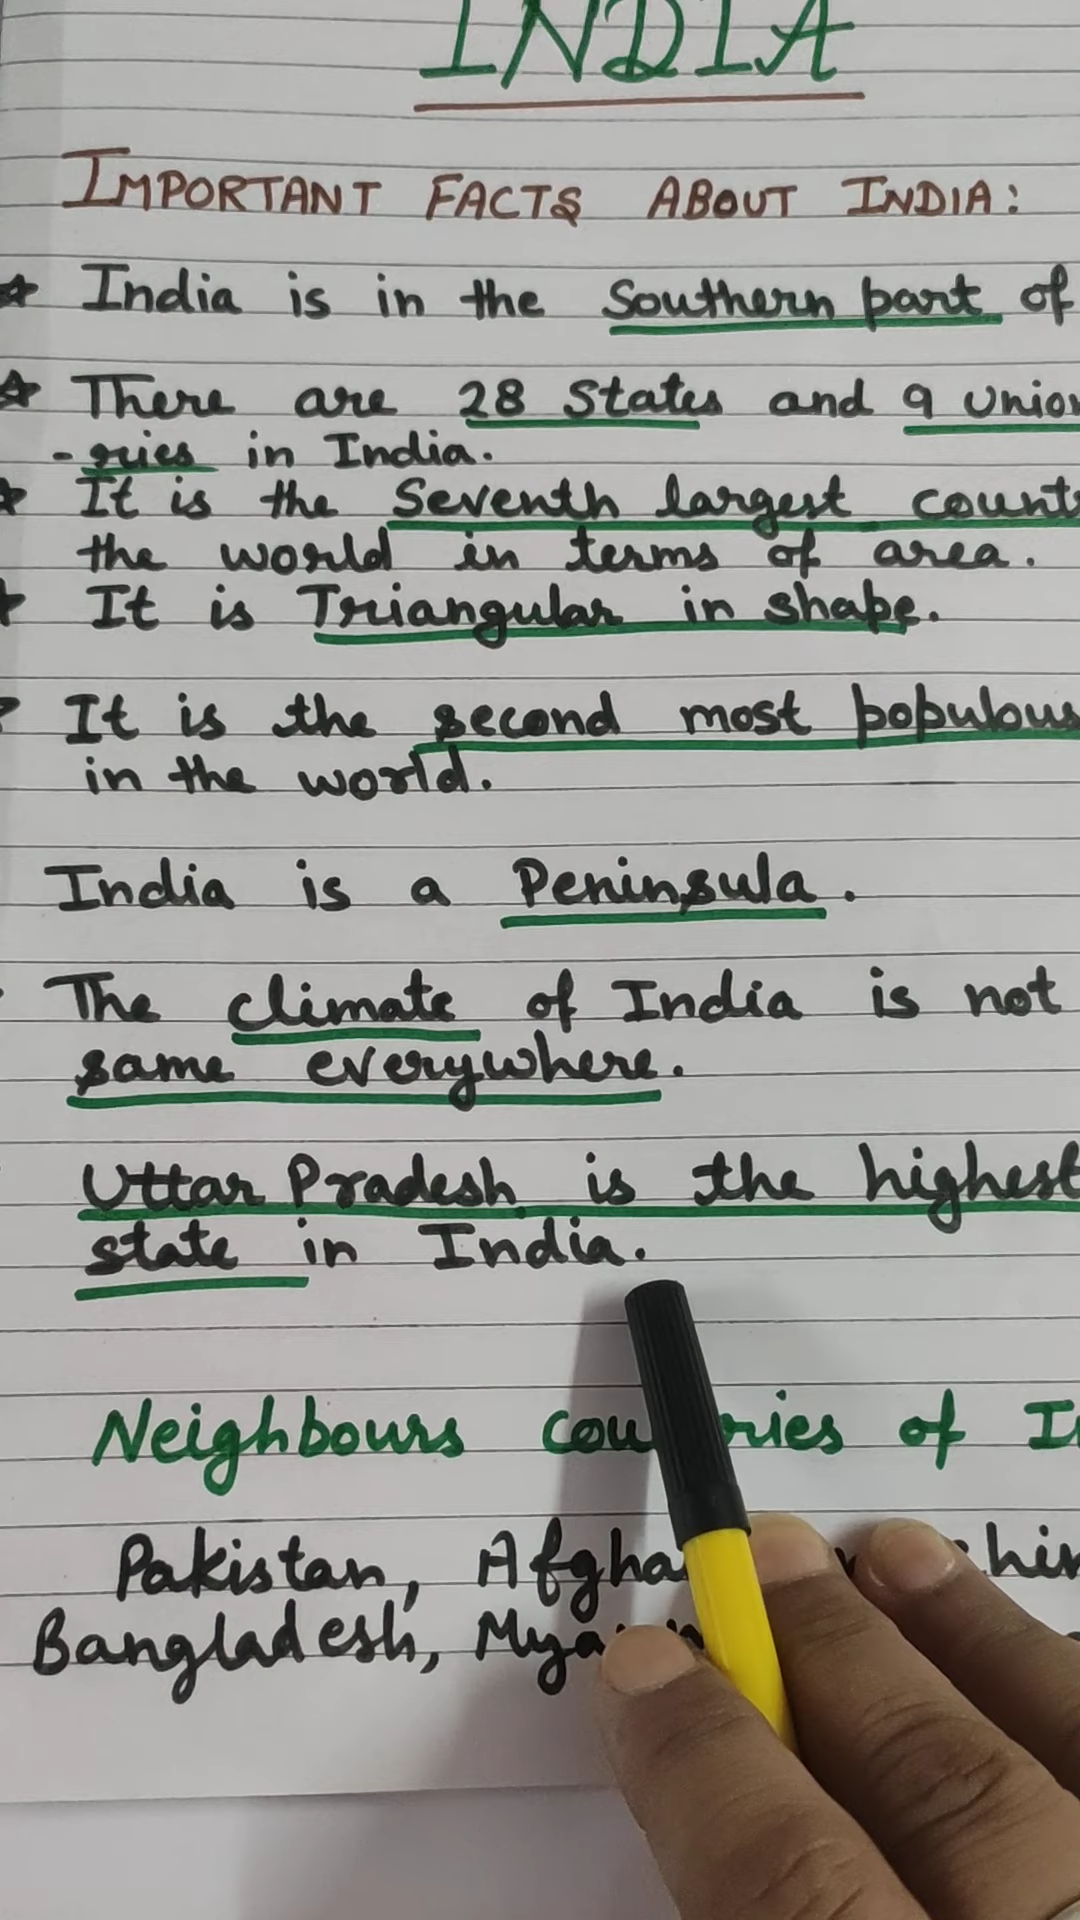 INDIA
IMPORTANT FACTS ABOUT INDIA:
India is in the Southern part of
There are 28 States and 9 union
-ries in India.
It is the Seventh largest
the world in terms of area.
It is Triangular in shape.
It is the second most populous
in the world.
India is a Peninsula.
The climate of India is not
same everywhere.
Uttar Pradesh is the highest
state in India.
Neighbours of
Pakistan,
Bangladesh,